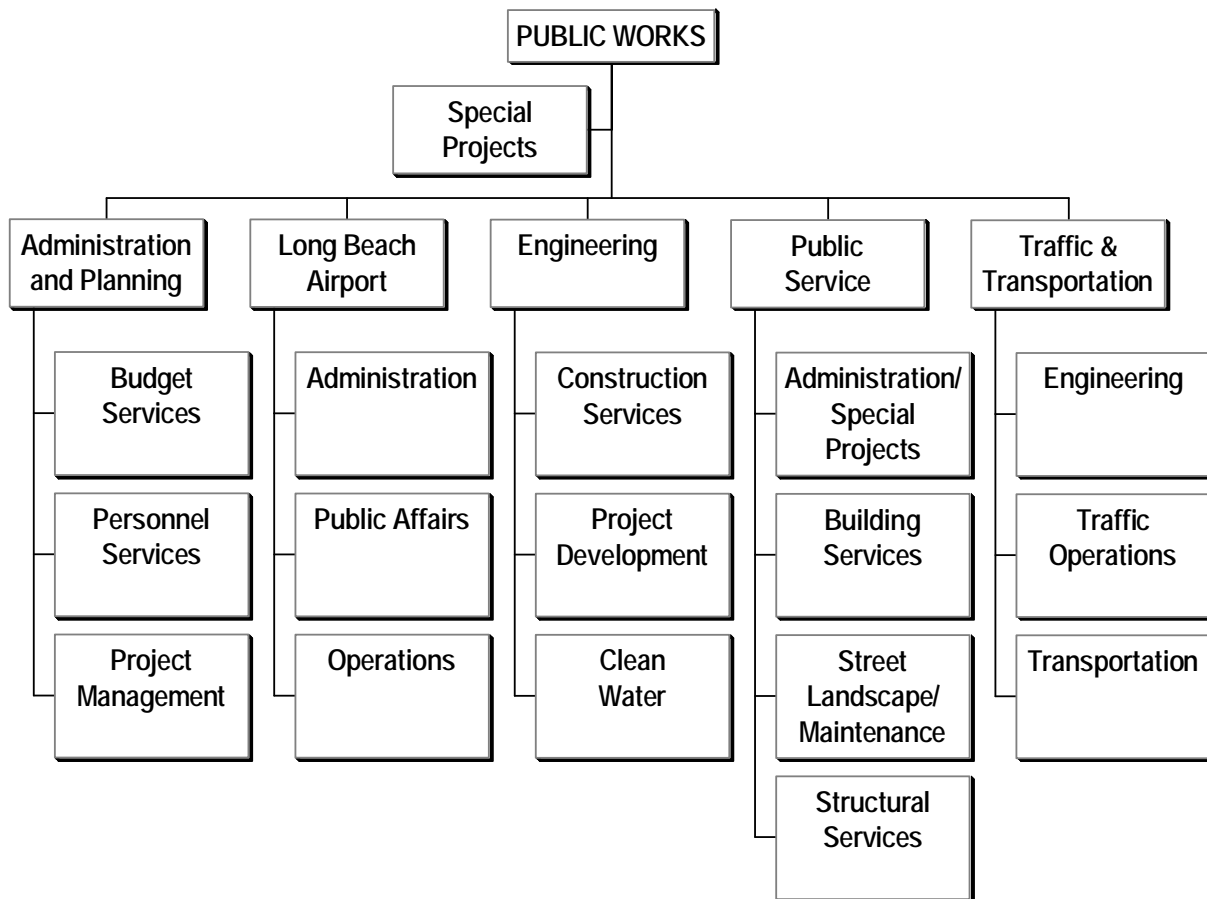 PUBLIC WORKS
Special
Projects
Administration
and Planning
Long Beach
Airport
Engineering
Public
Service
Traffic &
Transportation
Budget
Services
Administration
Construction
Services
Administration/
Special
Projects
Engineering
Personnel
Services
Public Affairs
Project
Development
Building
Services
Traffic
Operations
Project
Management
Operations
Clean
Water
Street
Landscape/
Maintenance
Transportation
Structural
Services